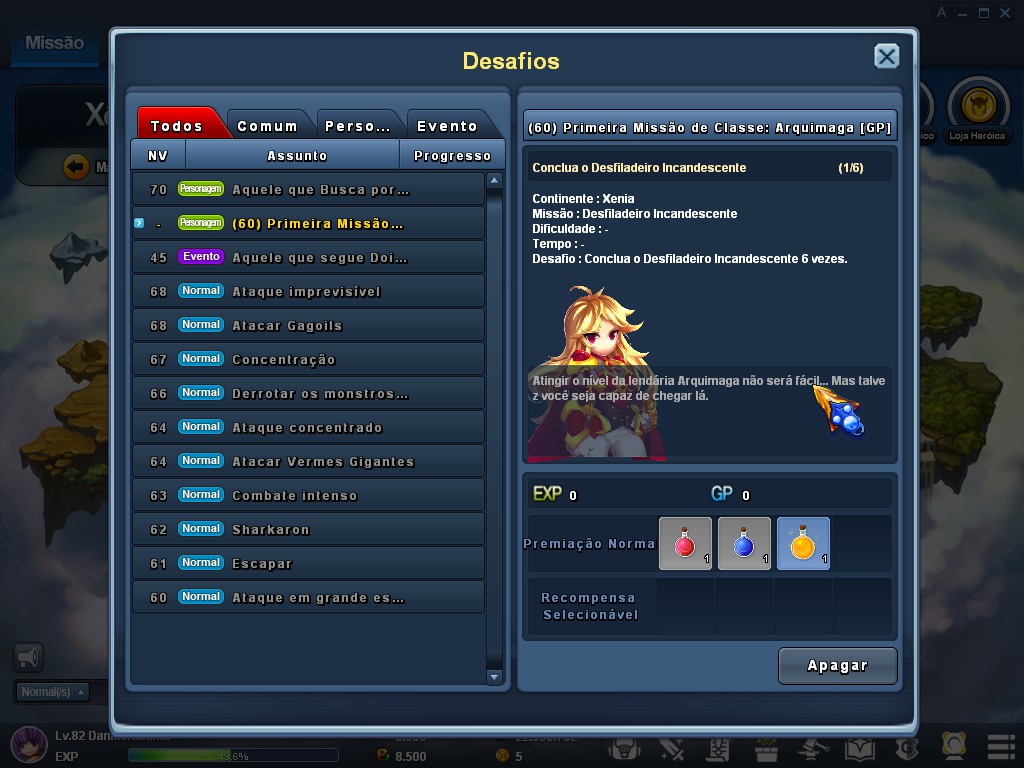 A
Missão
Desafios
Todos
Comum
Perso...
Evento
NV
Assunto
Progresso
70 Personagem Aquele que Busca por...
- Personagem (60) Primeira Missão...
45 Evento Aquele que segue Doi...
68 Normal Ataque imprevisível
68 Normal Atacar Gagoils
67 Normal Concentração
66 Normal Derrotar os monstros...
64 Normal Ataque concentrado
64 Normal Atacar Vermes Gigantes
63 Normal Combate intenso
62 Normal Sharkaron
61 Normal Escapar
60 Normal Ataque em grande es...
(60) Primeira Missão de Classe: Arquimaga [GP]
Conclua o Desfiladeiro Incandescente (1/6)
Continente : Xenia
Missão : Desfiladeiro Incandescente
Dificuldade : -
Tempo : -
Desafio : Conclua o Desfiladeiro Incandescente 6 vezes.
Atingir o nível da lendária Arquimaga não será fácil... Mas talve
z você seja capaz de chegar lá.
EXP 0
GP 0
Premiação Norma
1
1
1
Recompensa
Selecionável
Apagar
Loja Heróica
Normal(/s)
Lv.82
EXP
49.6%
8.500
5